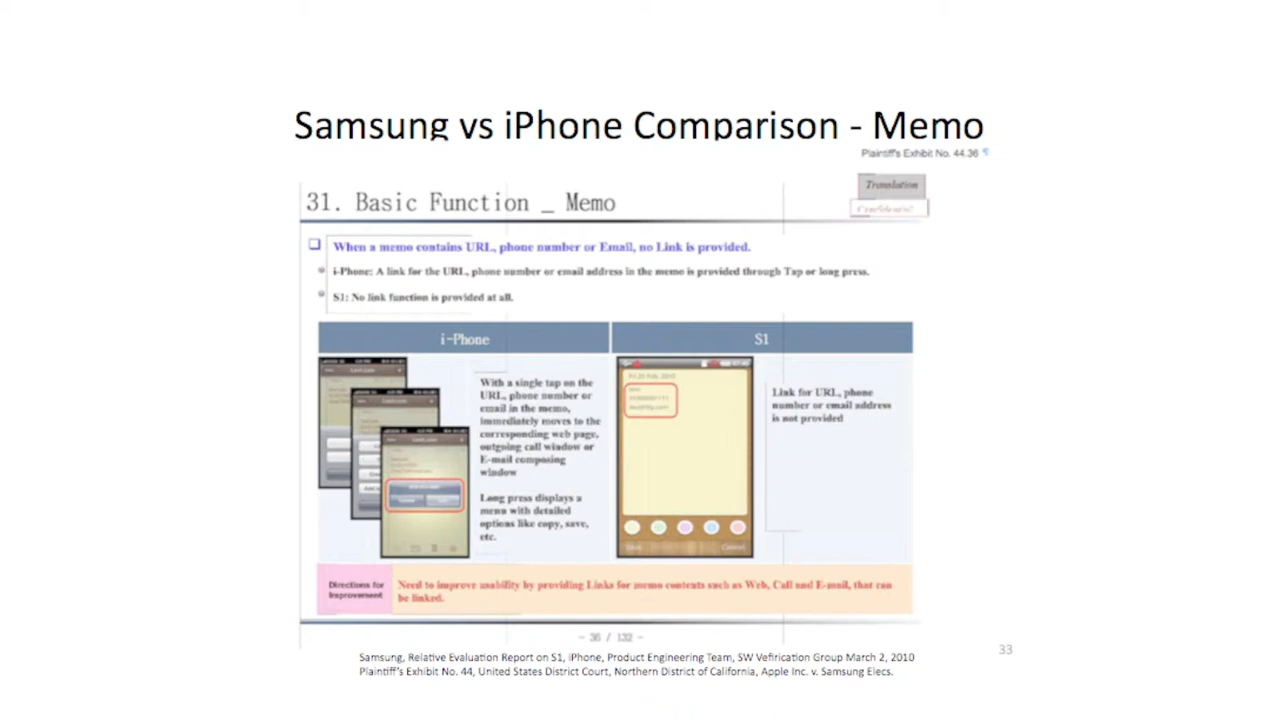 Samsung vs iPhone Comparison - Memo
Plaintiff's Exhibit No. 44.36
Translation
Confidential
31. Basic Function _ Memo
When a memo contains URL, phone number or Email, no Link is provided.
i-Phone: A link for the URL, phone number or email address in the memo is provided through Tap or long press.
S1: No link function is provided at all.
i-Phone
S1
With a single tap on the
URL, phone number or
email in the memo,
immediately moves to the
corresponding web page,
outgoing call window or
E-mail composing
window
Long press displays a
menu with detailed
options like copy, save,
etc.
Link for URL, phone
number or email address
is not provided
Directions for
Improvement
Need to improve usability by providing Links for memo contents such as Web, Call and E-mail, that can
be linked.
- 36 / 132 -
33
Samsung, Relative Evaluation Report on S1, iPhone, Product Engineering Team, SW Vefirication Group March 2, 2010
Plaintiff's Exhibit No. 44, United States District Court, Northern District of California, Apple Inc. v. Samsung Elecs.